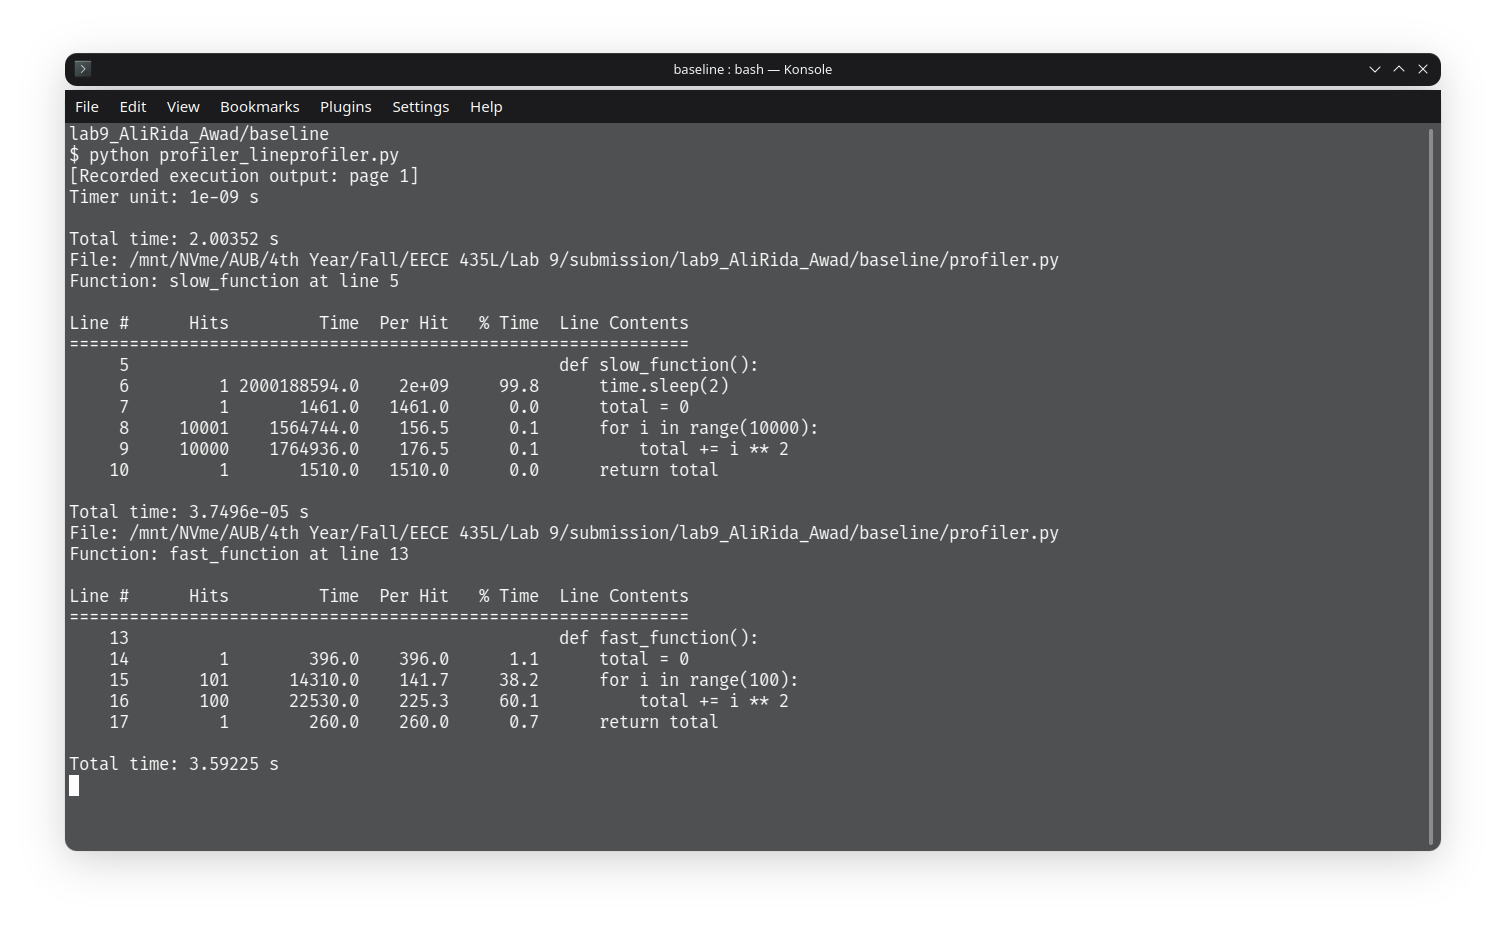 baseline : bash — Konsole
File Edit View Bookmarks Plugins Settings Help
lab9_AliRida_Awad/baseline
$ python profiler_lineprofiler.py
[Recorded execution output: page 1]
Timer unit: 1e-09 s

Total time: 2.00352 s
File: /mnt/NVme/AUB/4th Year/Fall/EECE 435L/Lab 9/submission/lab9_AliRida_Awad/baseline/profiler.py
Function: slow_function at line 5

Line #      Hits         Time  Per Hit   % Time  Line Contents
==============================================================
     5                                           def slow_function():
     6         1 2000188594.0    2e+09     99.8      time.sleep(2)
     7         1       1461.0   1461.0      0.0      total = 0
     8     10001    1564744.0    156.5      0.1      for i in range(10000):
     9     10000    1764936.0    176.5      0.1          total += i ** 2
    10         1       1510.0   1510.0      0.0      return total

Total time: 3.7496e-05 s
File: /mnt/NVme/AUB/4th Year/Fall/EECE 435L/Lab 9/submission/lab9_AliRida_Awad/baseline/profiler.py
Function: fast_function at line 13

Line #      Hits         Time  Per Hit   % Time  Line Contents
==============================================================
    13                                           def fast_function():
    14         1        396.0    396.0      1.1      total = 0
    15       101      14310.0    141.7     38.2      for i in range(100):
    16       100      22530.0    225.3     60.1          total += i ** 2
    17         1        260.0    260.0      0.7      return total

Total time: 3.59225 s